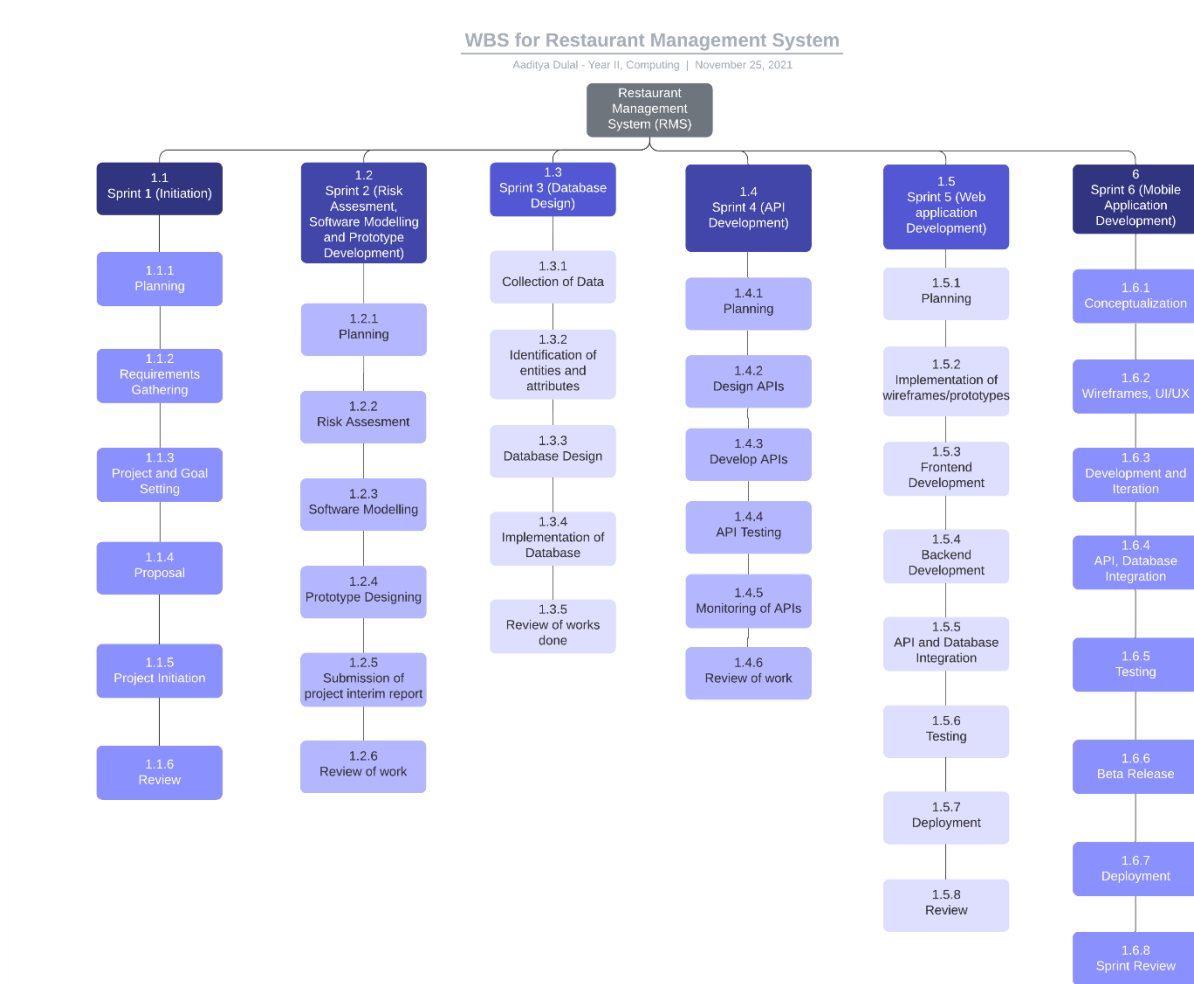 WBS for Restaurant Management System
Aaditya Dulal - Year II, Computing | November 25, 2021
Restaurant
Management
System (RMS)
1.1
Sprint 1 (Initiation)
1.1.1
Planning
1.1.2
Requirements
Gathering
1.1.3
Project and Goal
Setting
1.1.4
Proposal
1.1.5
Project Initiation
1.1.6
Review
1.2
Sprint 2 (Risk
Assesment,
Software Modelling
and Prototype
Development)
1.2.1
Planning
1.2.2
Risk Assesment
1.2.3
Software Modelling
1.2.4
Prototype Designing
1.2.5
Submission of
project interim report
1.2.6
Review of work
1.3
Sprint 3 (Database
Design)
1.3.1
Collection of Data
1.3.2
Identification of
entities and
attributes
1.3.3
Database Design
1.3.4
Implementation of
Database
1.3.5
Review of works
done
1.4
Sprint 4 (API
Development)
1.4.1
Planning
1.4.2
Design APIs
1.4.3
Develop APIs
1.4.4
API Testing
1.4.5
Monitoring of APIs
1.4.6
Review of work
1.5
Sprint 5 (Web
application
Development)
1.5.1
Planning
1.5.2
Implementation of
wireframes/prototypes
1.5.3
Frontend
Development
1.5.4
Backend
Development
1.5.5
API and Database
Integration
1.5.6
Testing
1.5.7
Deployment
1.5.8
Review
6
Sprint 6 (Mobile
Application
Development)
1.6.1
Conceptualization
1.6.2
Wireframes, UI/UX
1.6.3
Development and
Iteration
1.6.4
API, Database
Integration
1.6.5
Testing
1.6.6
Beta Release
1.6.7
Deployment
1.6.8
Sprint Review